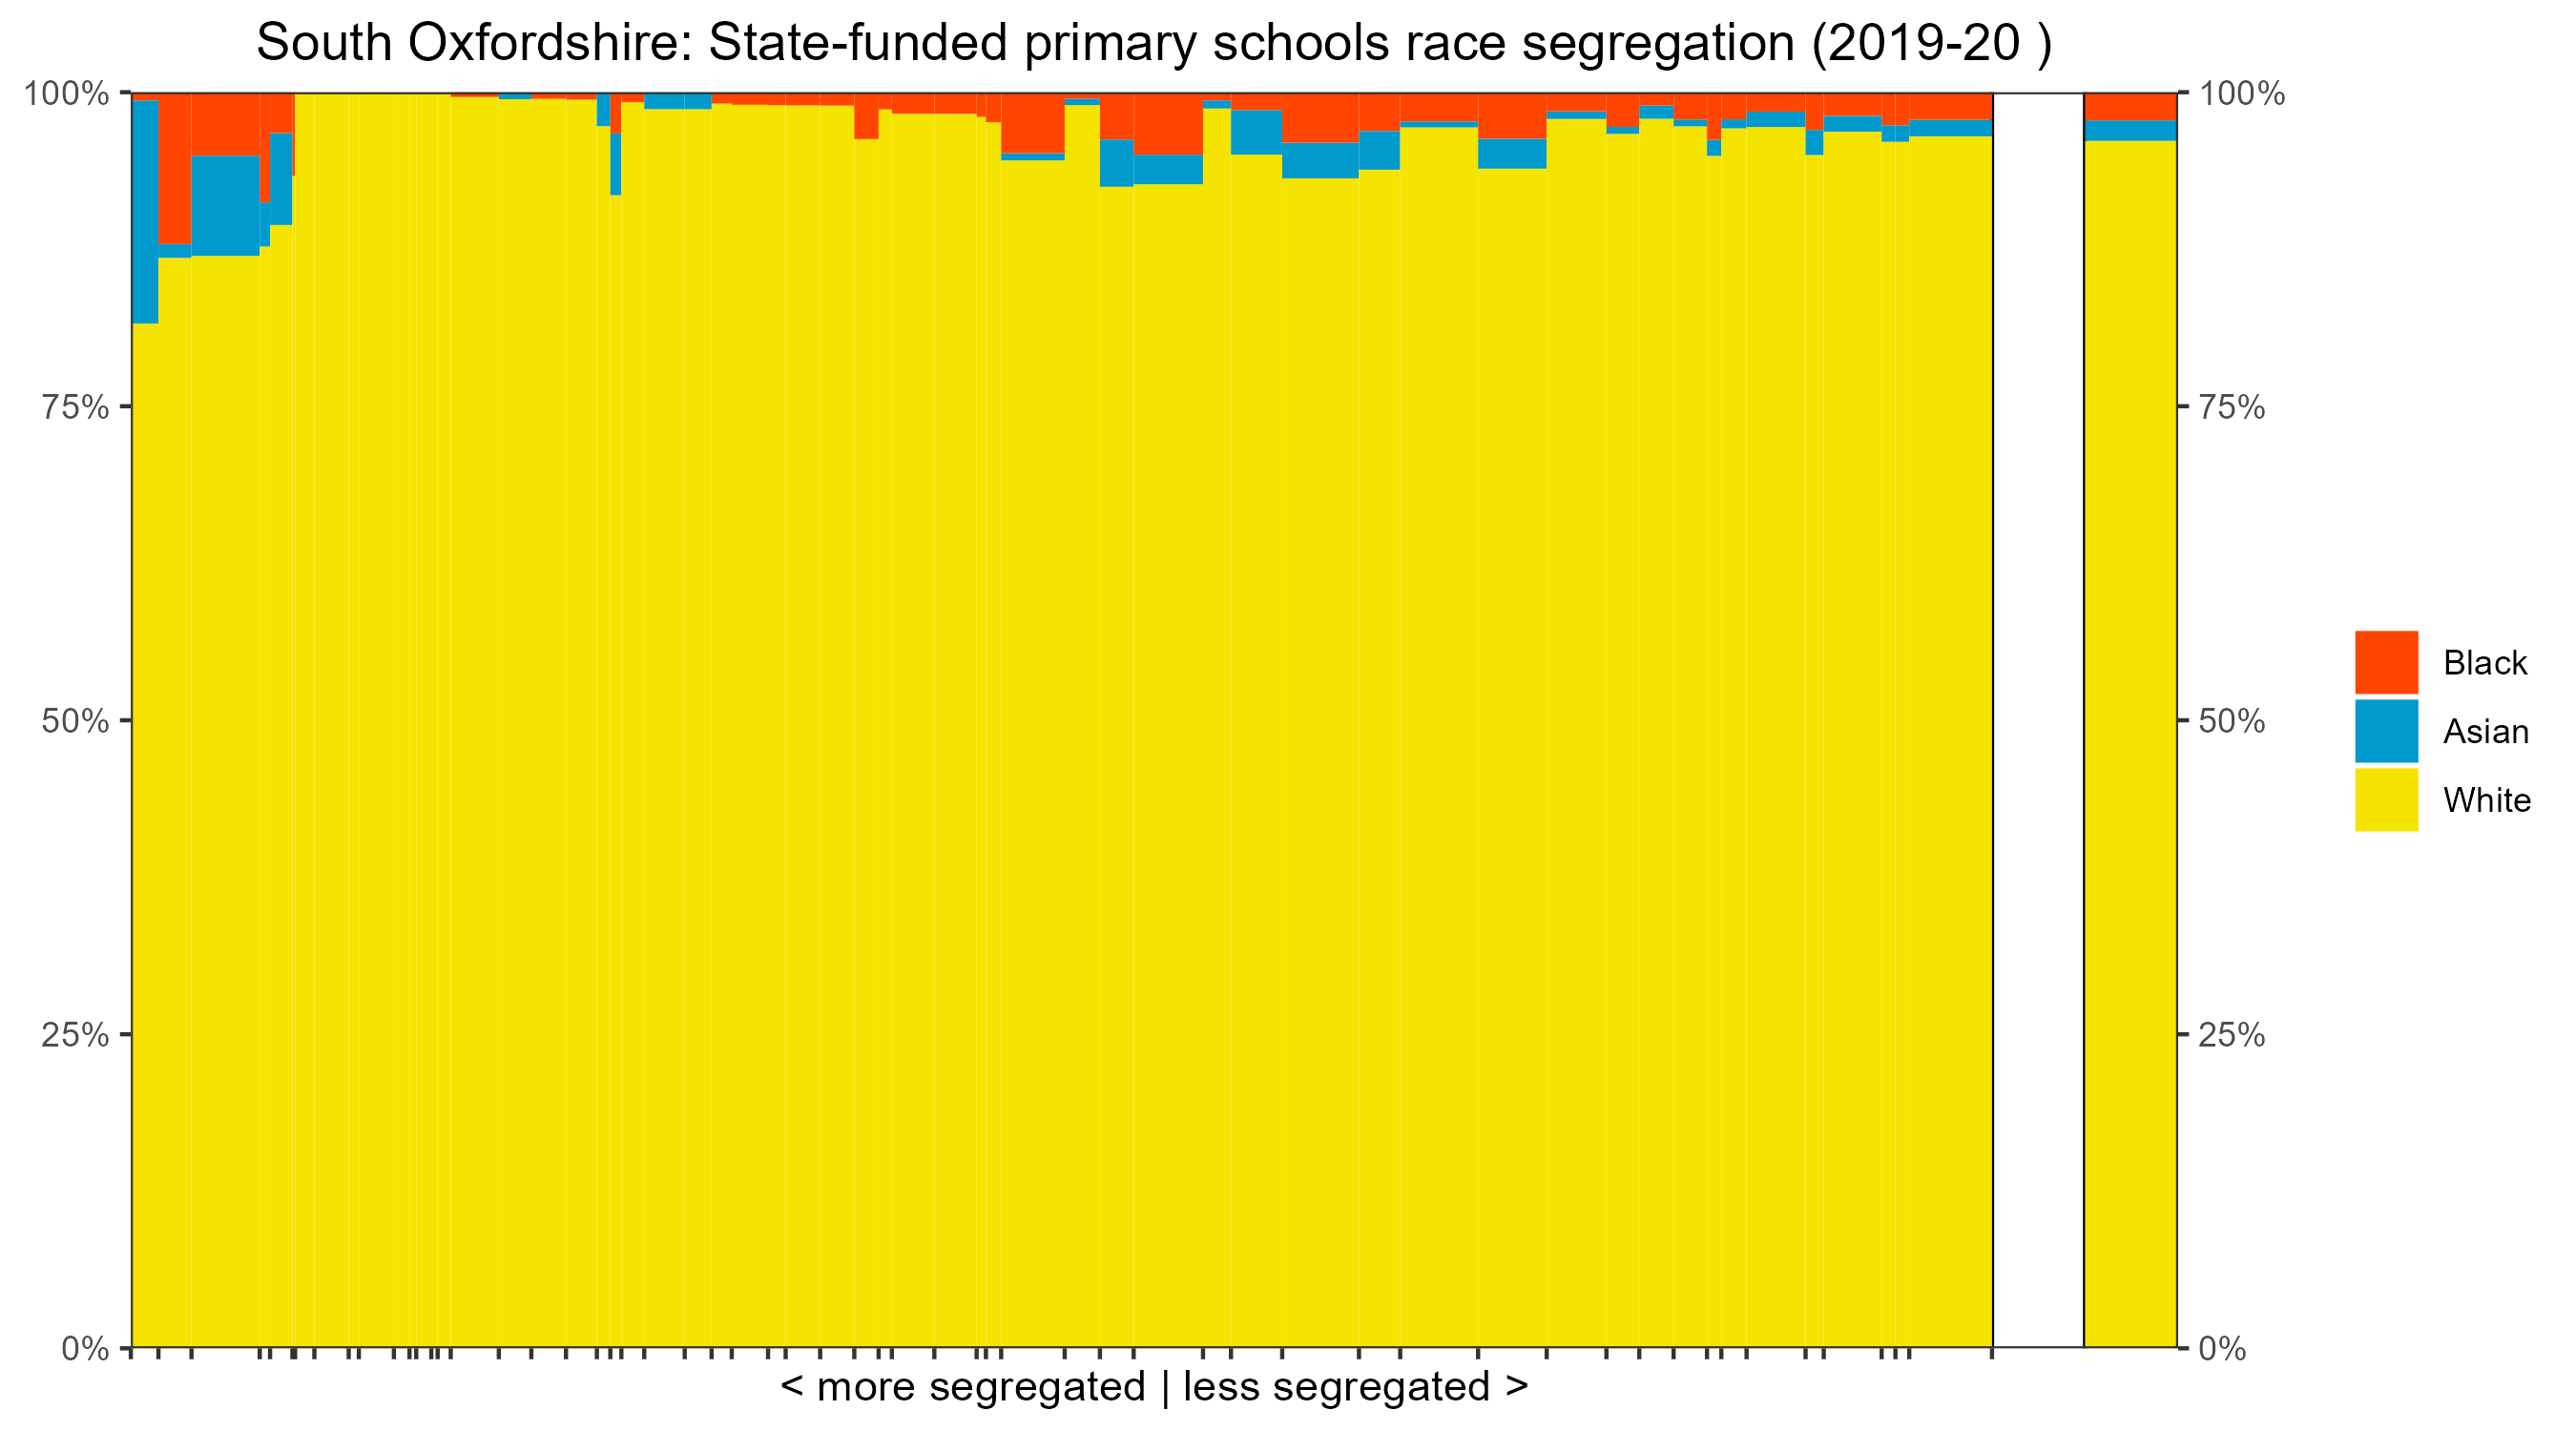 South Oxfordshire: State-funded primary schools race segregation (2019-20 )
100%
75%
50%
25%
0%
100%
75%
50%
25%
0%
Black
Asian
White
< more segregated | less segregated >